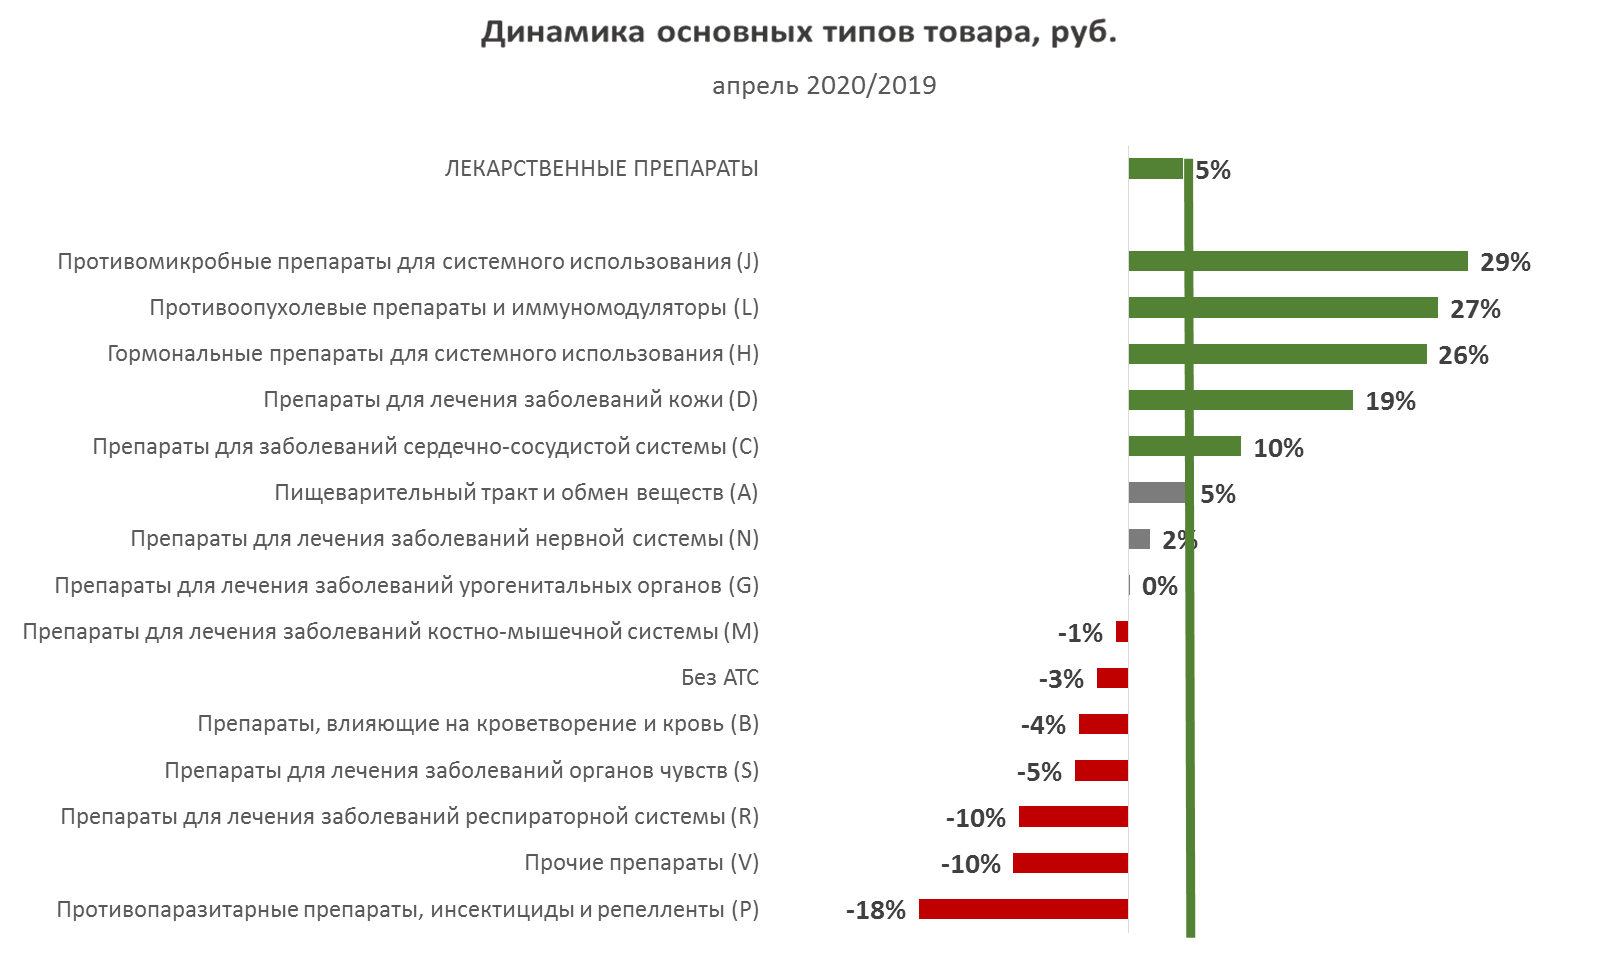 Динамика основных типов товара, руб.
апрель 2020/2019
ЛЕКАРСТВЕННЫЕ ПРЕПАРАТЫ 5%
Противомикробные препараты для системного использования (J) 29%
Противоопухолевые препараты и иммуномодуляторы (L) 27%
Гормональные препараты для системного использования (H) 26%
Препараты для лечения заболеваний кожи (D) 19%
Препараты для заболеваний сердечно-сосудистой системы (C) 10%
Пищеварительный тракт и обмен веществ (A) 5%
Препараты для лечения заболеваний нервной системы (N) 2%
Препараты для лечения заболеваний урогенитальных органов (G) 0%
Препараты для лечения заболеваний костно-мышечной системы (M) -1%
Без АТС -3%
Препараты, влияющие на кроветворение и кровь (B) -4%
Препараты для лечения заболеваний органов чувств (S) -5%
Препараты для лечения заболеваний респираторной системы (R) -10%
Прочие препараты (V) -10%
Противопаразитарные препараты, инсектициды и репелленты (P) -18%